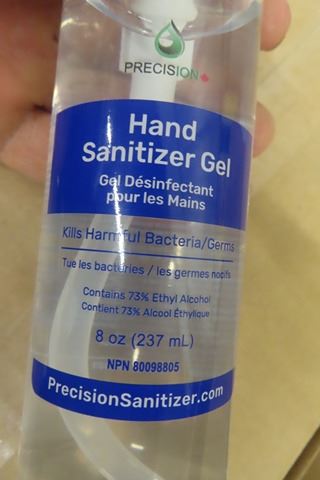 PRECISION
Hand
Sanitizer Gel
Gel Désinfectant
pour les Mains
Kills Harmful Bacteria/Germs
Tue les bactéries / les germes nocifs
Contains 73% Ethyl Alcohol
Contient 73% Alcool Éthylique
8 oz (237 mL)
NPN 80098805
PrecisionSanitizer.com